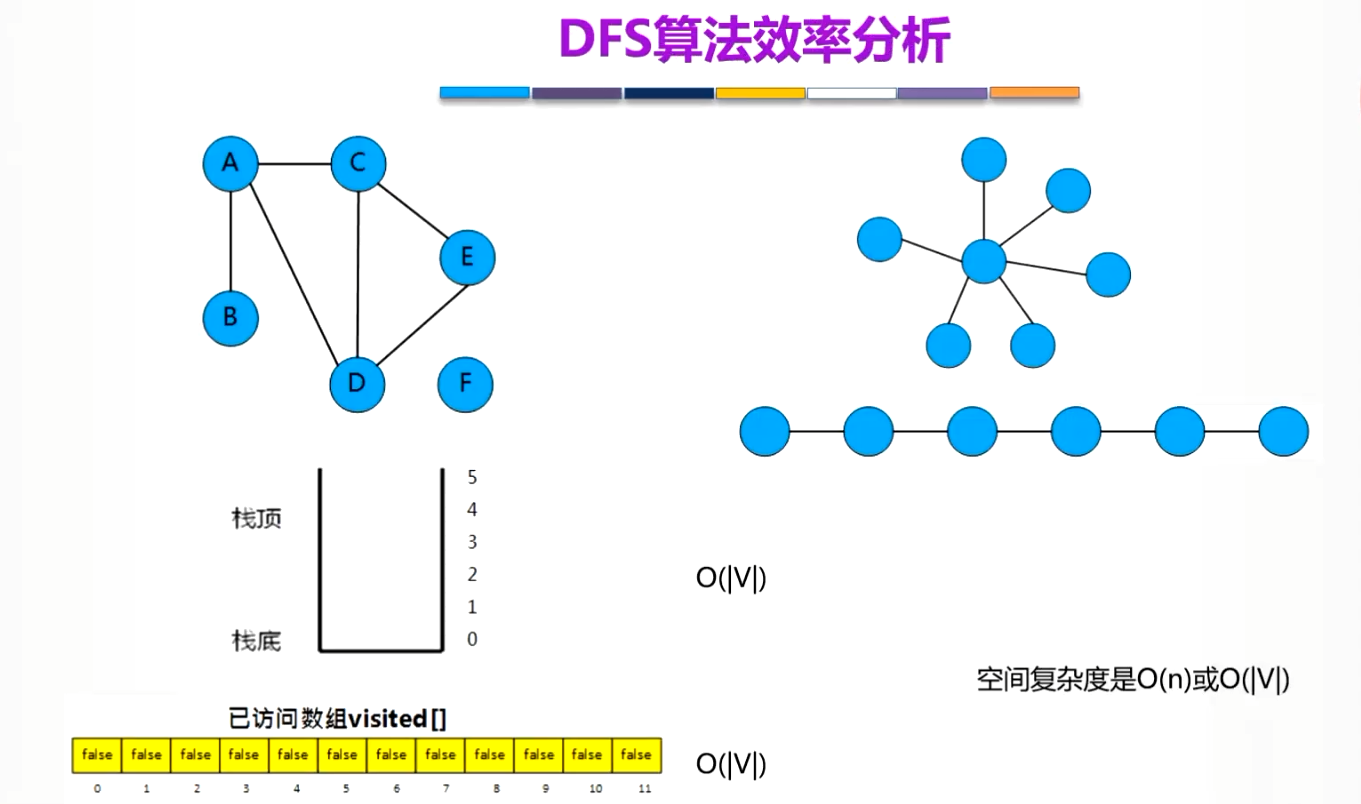 DFS算法效率分析
A
C
E
B
D
F
5
4
栈顶
3
2
1
栈底
0
O(|V|)
空间复杂度是O(n)或O(|V|)
已访问数组visited[]
false false false false false false false false false false false false
0 1 2 3 4 5 6 7 8 9 10 11
O(|V|)